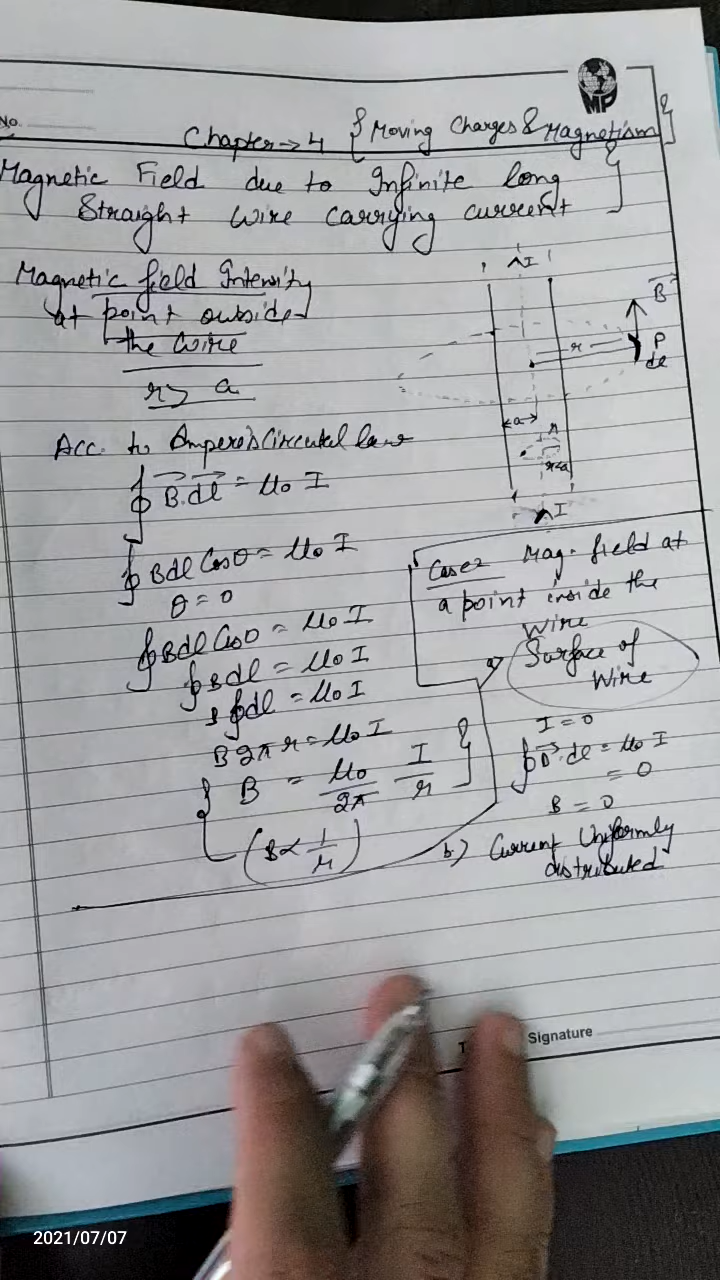 MP
No.
Chapter → 4 { Moving Charges & Magnetism }
Magnetic Field due to Infinite long
Straight wire carrying current
Magnetic field Intensity
at point outside
the wire
r > a
Acc. to Ampere's Circuital law
∮ B⃗.dl⃗ = μ₀ I
∮ Bdl Cosθ = μ₀ I
θ = 0
∮ Bdl Cos0 = μ₀ I
∮ Bdl = μ₀ I
B ∮dl = μ₀ I
B 2π r = μ₀ I
{ B = μ₀/2π I/r }
(B ∝ 1/r)
I
B⃗
r
P
dl
a
r<a
I
Case 2 Mag. field at
a point inside the
wire
a) Surface of
Wire
I = 0
∮ B⃗.dl = μ₀ I
= 0
B = 0
b) Current Uniformly
distributed
Signature
2021/07/07